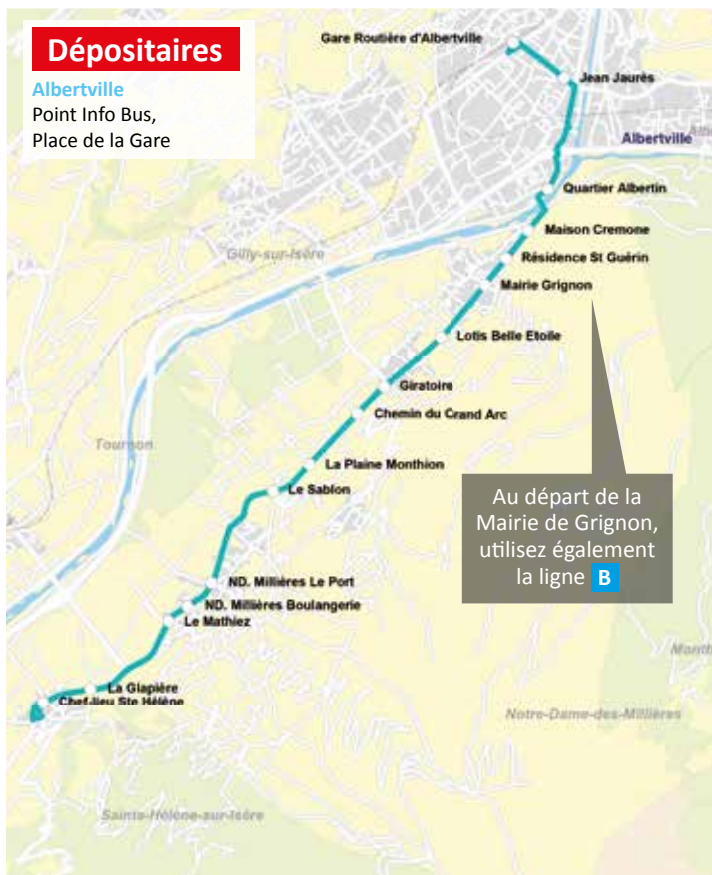 Dépositaires
Albertville
Point Info Bus,
Place de la Gare
Gare Routière d'Albertville
Jean Jaurès
Albertville
Quartier Albertin
Maison Cremone
Gilly-sur-Isère
Résidence St Guérin
Mairie Grignon
Lotis Belle Etoile
Giratoire
Chemin du Grand Arc
Tournon
La Plaine Monthion
Le Sablon
Au départ de la
Mairie de Grignon,
utilisez également
la ligne B
ND. Millières Le Port
ND. Millières Boulangerie
Le Mathiez
La Glapière
Chef-lieu Ste Hélène
Notre-Dame-des-Millières
Sainte-Hélène-sur-Isère